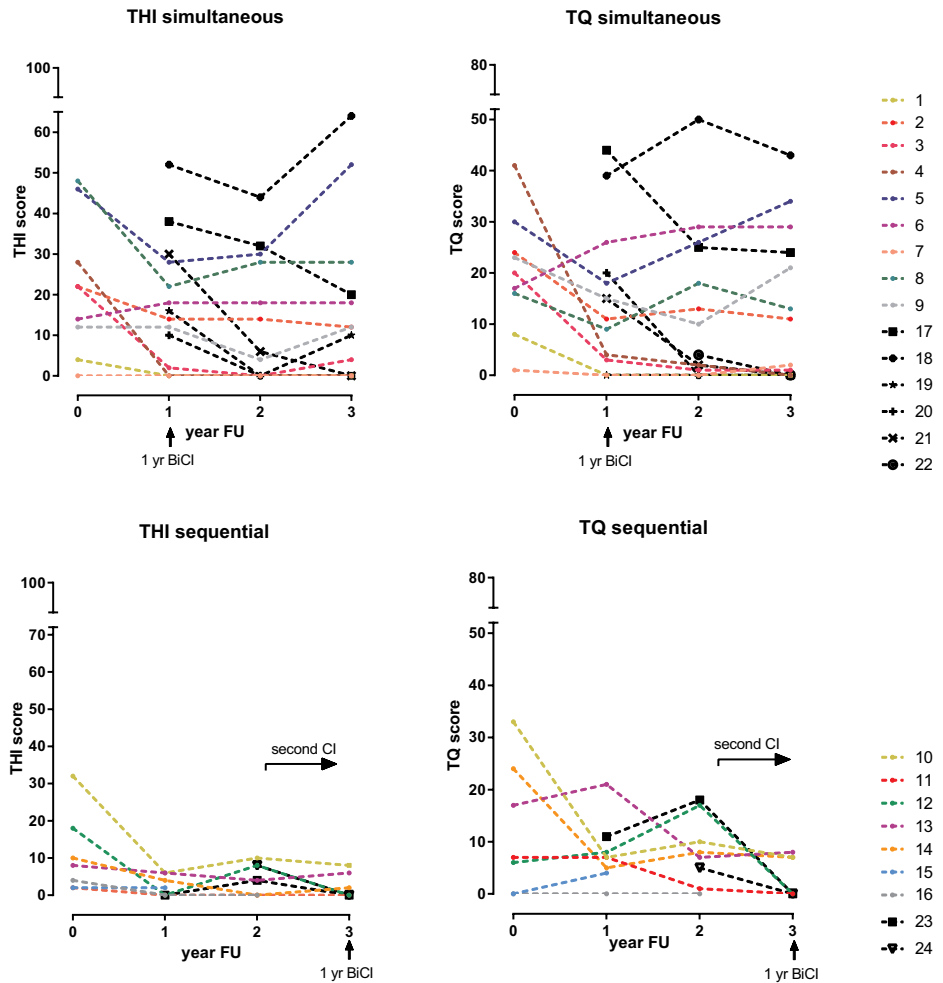 THI simultaneous
100
60
50
40
30
20
10
0
THI score
0 1 2 3
year FU
1 yr BiCI
TQ simultaneous
80
50
40
30
20
10
0
TQ score
0 1 2 3
year FU
1 yr BiCI
1
2
3
4
5
6
7
8
9
17
18
19
20
21
22
THI sequential
100
70
60
50
40
30
20
10
0
THI score
second CI
0 1 2 3
year FU
1 yr BiCI
TQ sequential
80
50
40
30
20
10
0
TQ score
second CI
0 1 2 3
year FU
1 yr BiCI
10
11
12
13
14
15
16
23
24